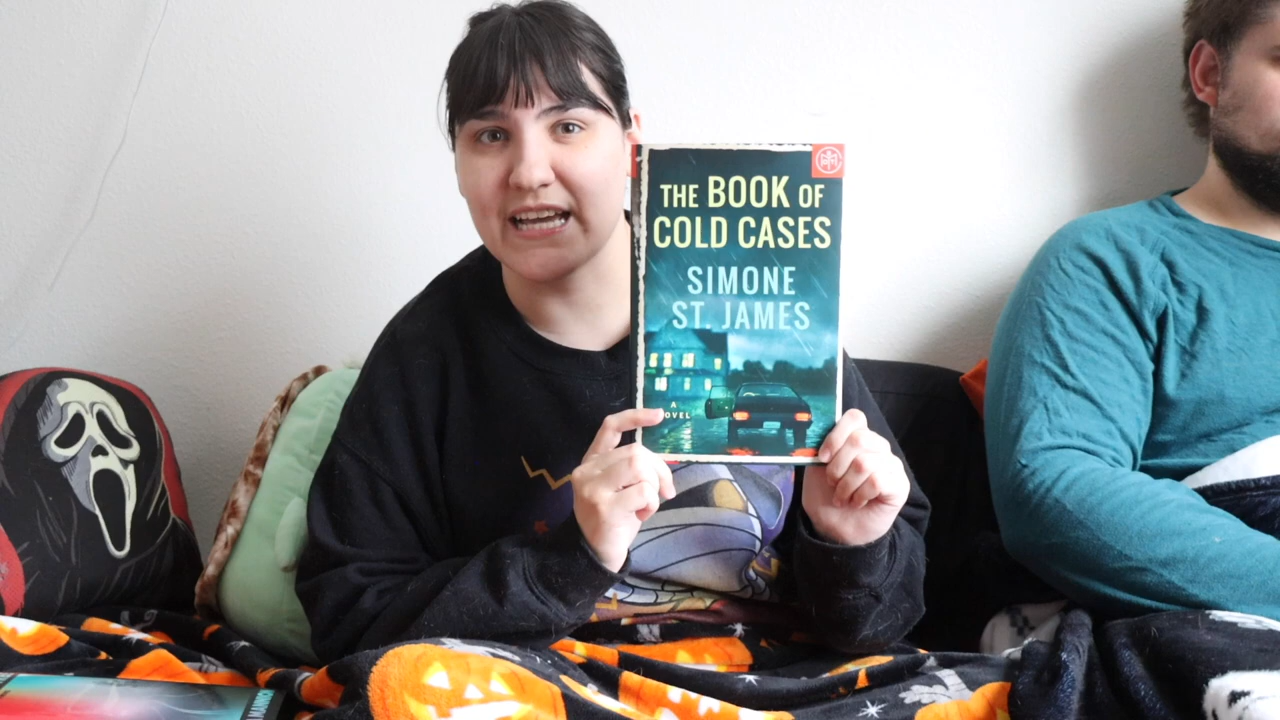 THE BOOK OF
COLD CASES
SIMONE
ST. JAMES
A
NOVEL